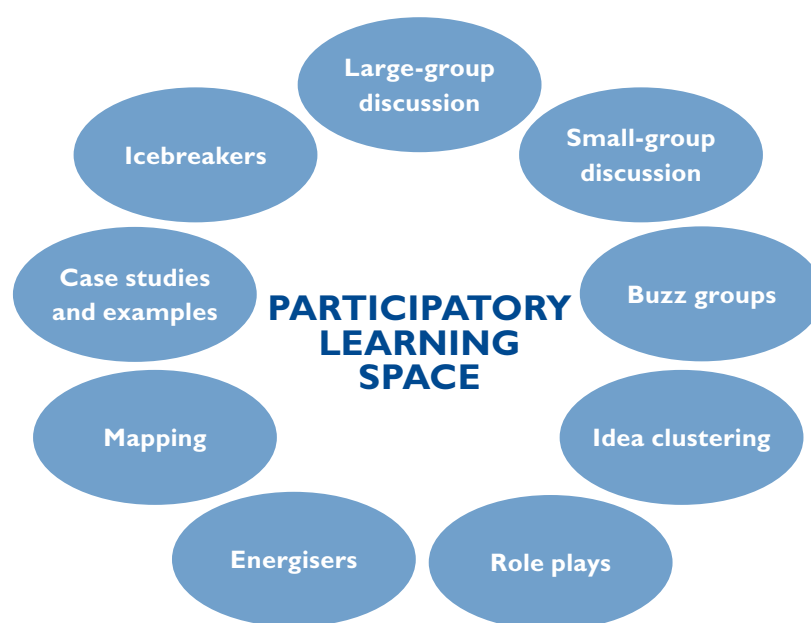 Large-group
discussion
Small-group
discussion
Buzz groups
Idea clustering
Role plays
Energisers
Mapping
Case studies
and examples
Icebreakers
PARTICIPATORY
LEARNING
SPACE